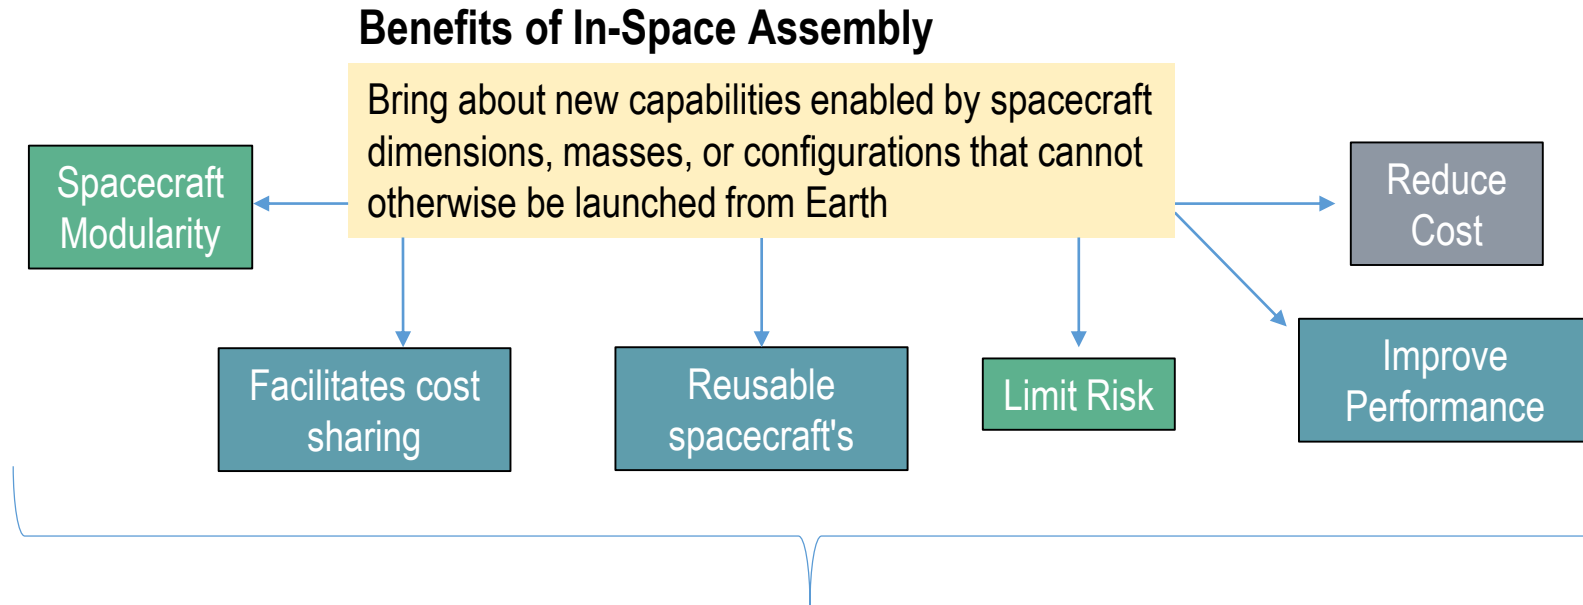 Benefits of In-Space Assembly
Bring about new capabilities enabled by spacecraft
dimensions, masses, or configurations that cannot
otherwise be launched from Earth
Spacecraft
Modularity
Reduce
Cost
Facilitates cost
sharing
Reusable
spacecraft's
Limit Risk
Improve
Performance